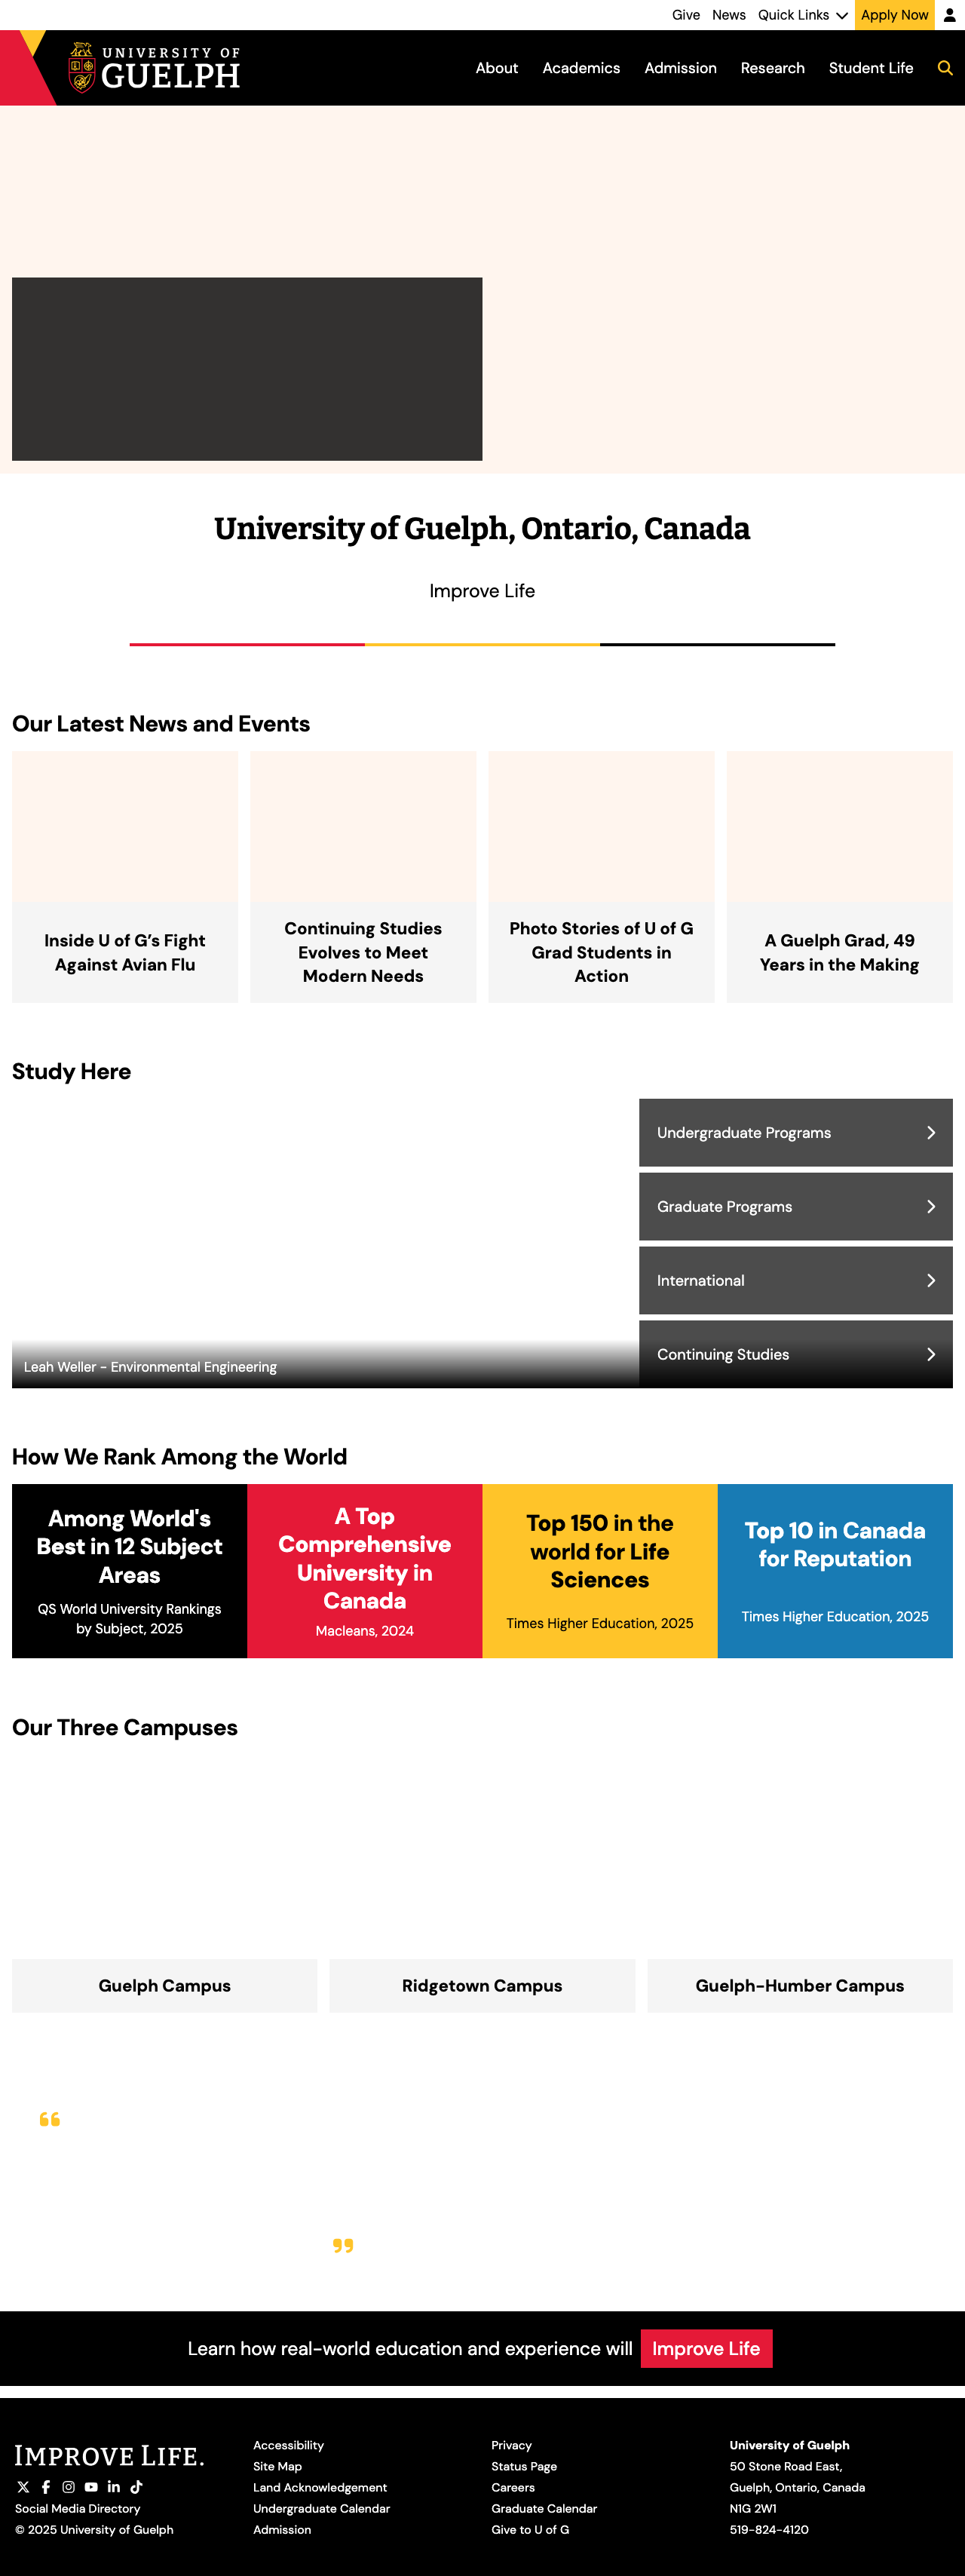 Give News Quick Links Apply Now
UNIVERSITY OF
GUELPH
About Academics Admission Research Student Life
University of Guelph, Ontario, Canada
Improve Life
Our Latest News and Events
Inside U of G’s Fight
Against Avian Flu
Continuing Studies
Evolves to Meet
Modern Needs
Photo Stories of U of G
Grad Students in
Action
A Guelph Grad, 49
Years in the Making
Study Here
Undergraduate Programs
Graduate Programs
International
Continuing Studies
Leah Weller - Environmental Engineering
How We Rank Among the World
Among World's
Best in 12 Subject
Areas
QS World University Rankings
by Subject, 2025
A Top
Comprehensive
University in
Canada
Macleans, 2024
Top 150 in the
world for Life
Sciences
Times Higher Education, 2025
Top 10 in Canada
for Reputation
Times Higher Education, 2025
Our Three Campuses
Guelph Campus
Ridgetown Campus
Guelph-Humber Campus
“
”
Learn how real-world education and experience will Improve Life
IMPROVE LIFE.
Social Media Directory
© 2025 University of Guelph
Accessibility
Site Map
Land Acknowledgement
Undergraduate Calendar
Admission
Privacy
Status Page
Careers
Graduate Calendar
Give to U of G
University of Guelph
50 Stone Road East,
Guelph, Ontario, Canada
N1G 2W1
519-824-4120